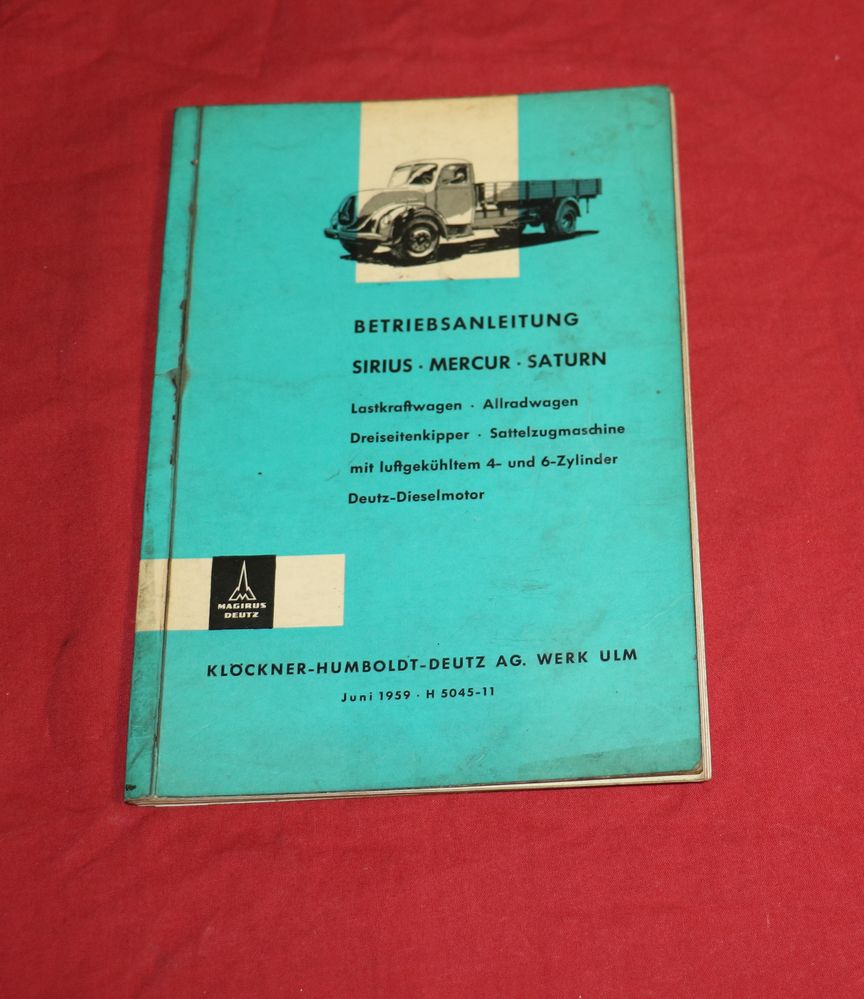 BETRIEBSANLEITUNG
SIRIUS · MERCUR · SATURN
Lastkraftwagen · Allradwagen
Dreiseitenkipper · Sattelzugmaschine
mit luftgekühltem 4- und 6-Zylinder
Deutz-Dieselmotor
MAGIRUS
DEUTZ
KLÖCKNER-HUMBOLDT-DEUTZ AG. WERK ULM
Juni 1959 · H 5045-11